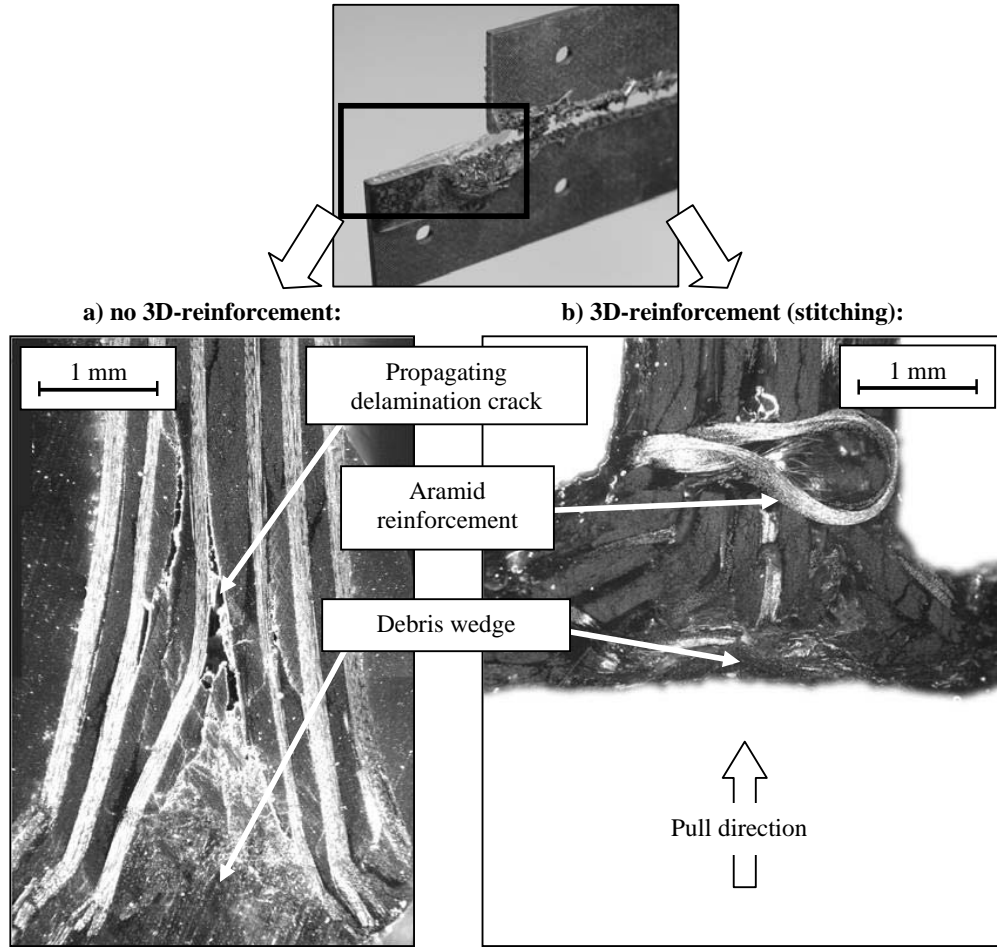 a) no 3D-reinforcement:
b) 3D-reinforcement (stitching):
1 mm
Propagating
delamination crack
1 mm
Aramid
reinforcement
Debris wedge
Pull direction